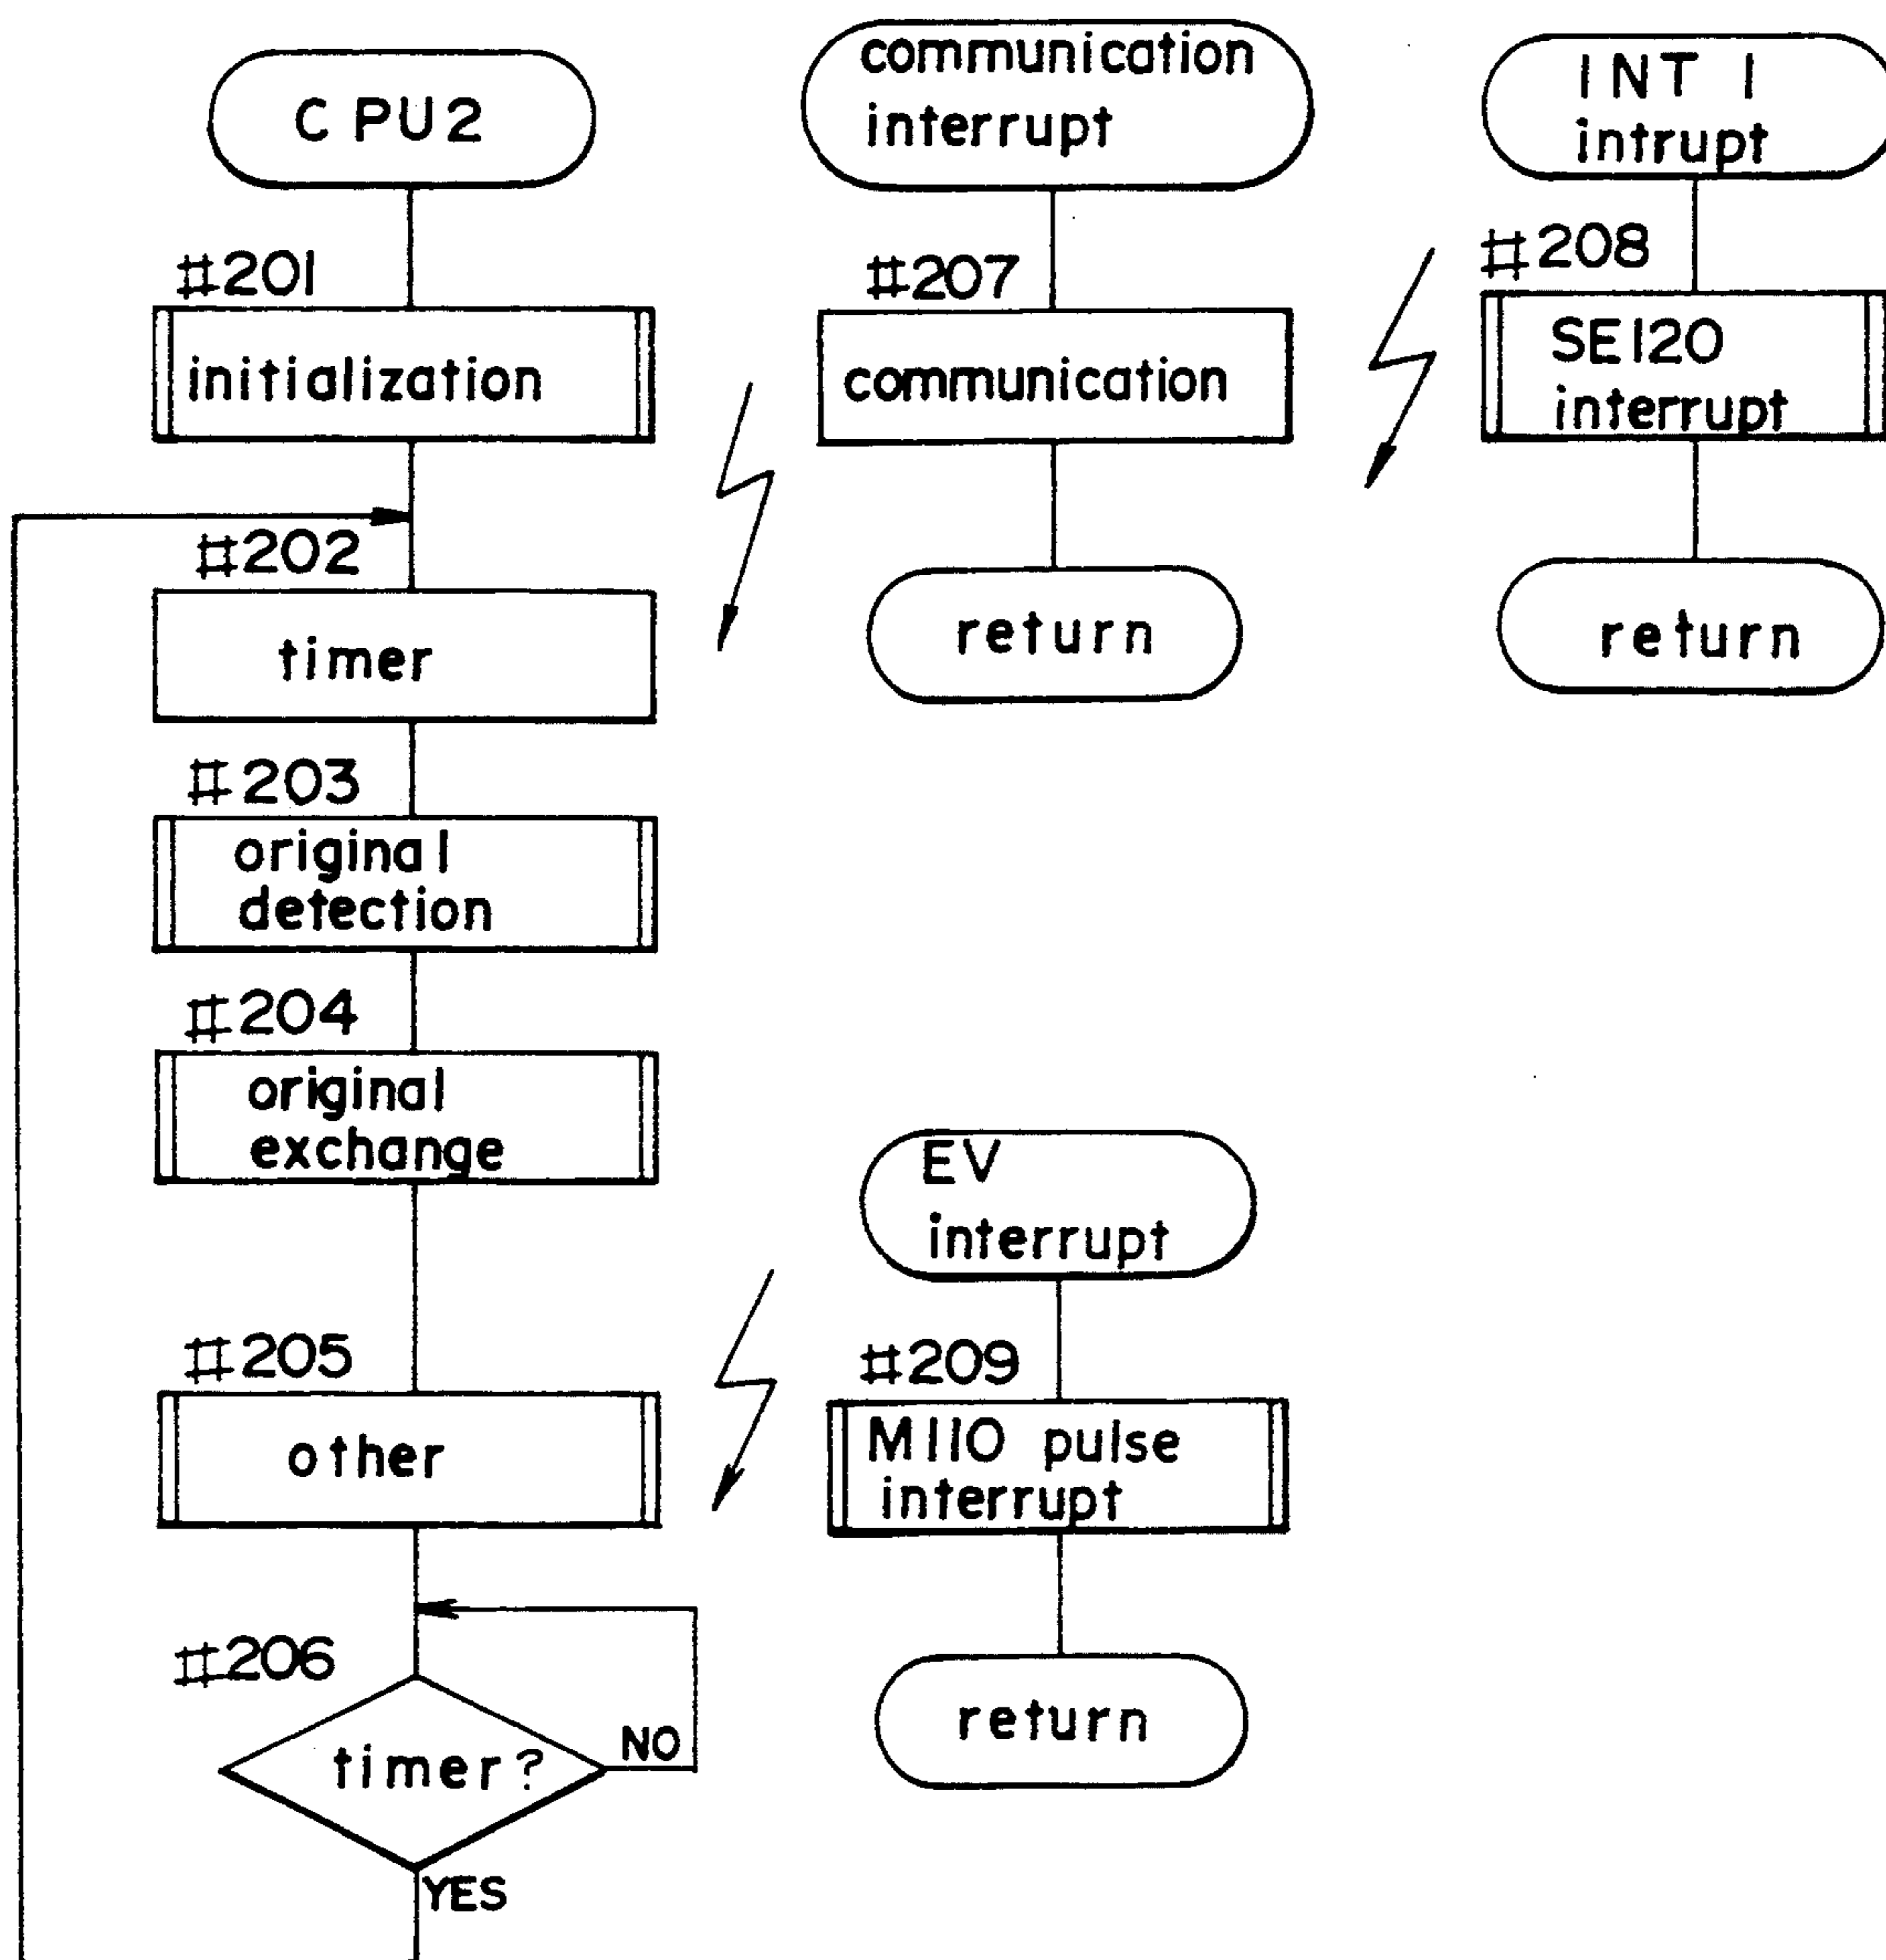 CPU2
#201
initialization
#202
timer
#203
original
detection
#204
original
exchange
#205
other
#206
timer?
NO
YES
communication
interrupt
#207
communication
return
INT 1
intrupt
#208
SE120
interrupt
return
EV
interrupt
#209
M110 pulse
interrupt
return